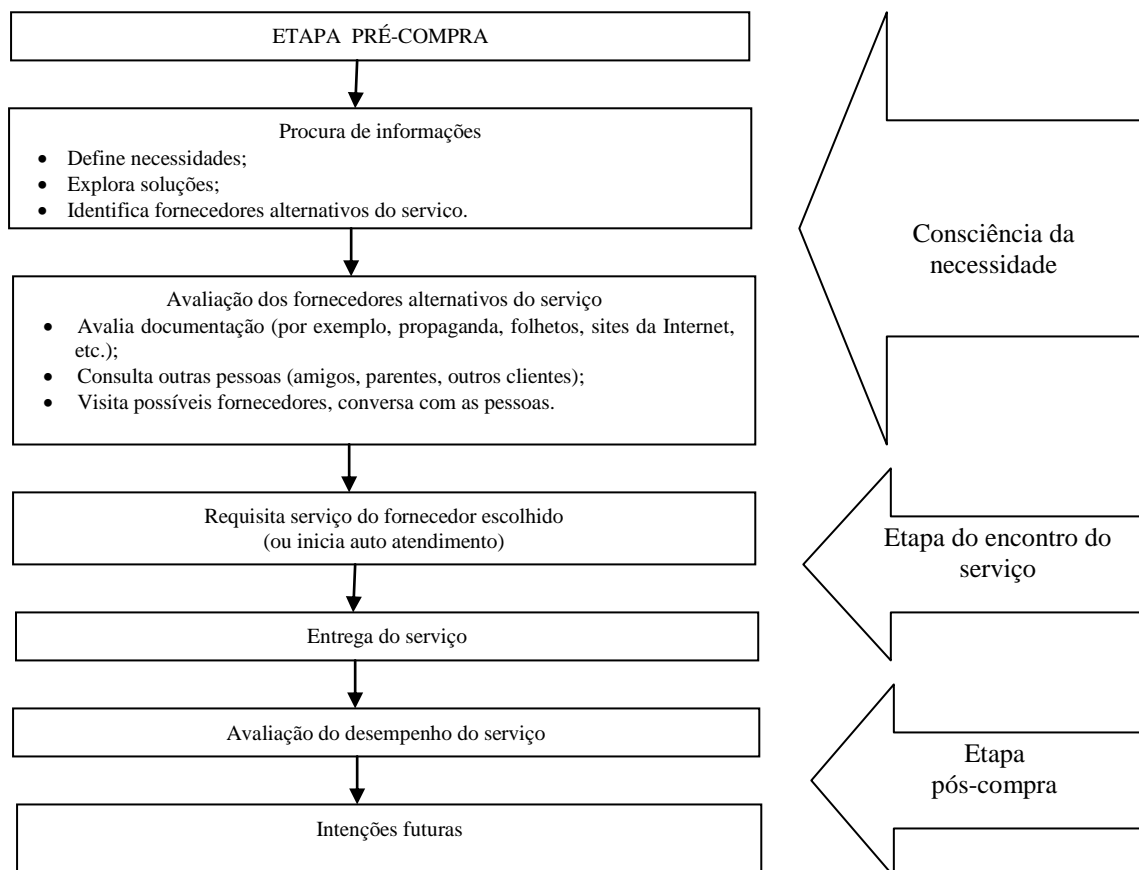 ETAPA PRÉ-COMPRA
Procura de informações
• Define necessidades;
• Explora soluções;
• Identifica fornecedores alternativos do servico.
Consciência da
necessidade
Avaliação dos fornecedores alternativos do serviço
• Avalia documentação (por exemplo, propaganda, folhetos, sites da Internet,
etc.);
• Consulta outras pessoas (amigos, parentes, outros clientes);
• Visita possíveis fornecedores, conversa com as pessoas.
Requisita serviço do fornecedor escolhido
(ou inicia auto atendimento)
Etapa do encontro do
serviço
Entrega do serviço
Avaliação do desempenho do serviço
Etapa
pós-compra
Intenções futuras